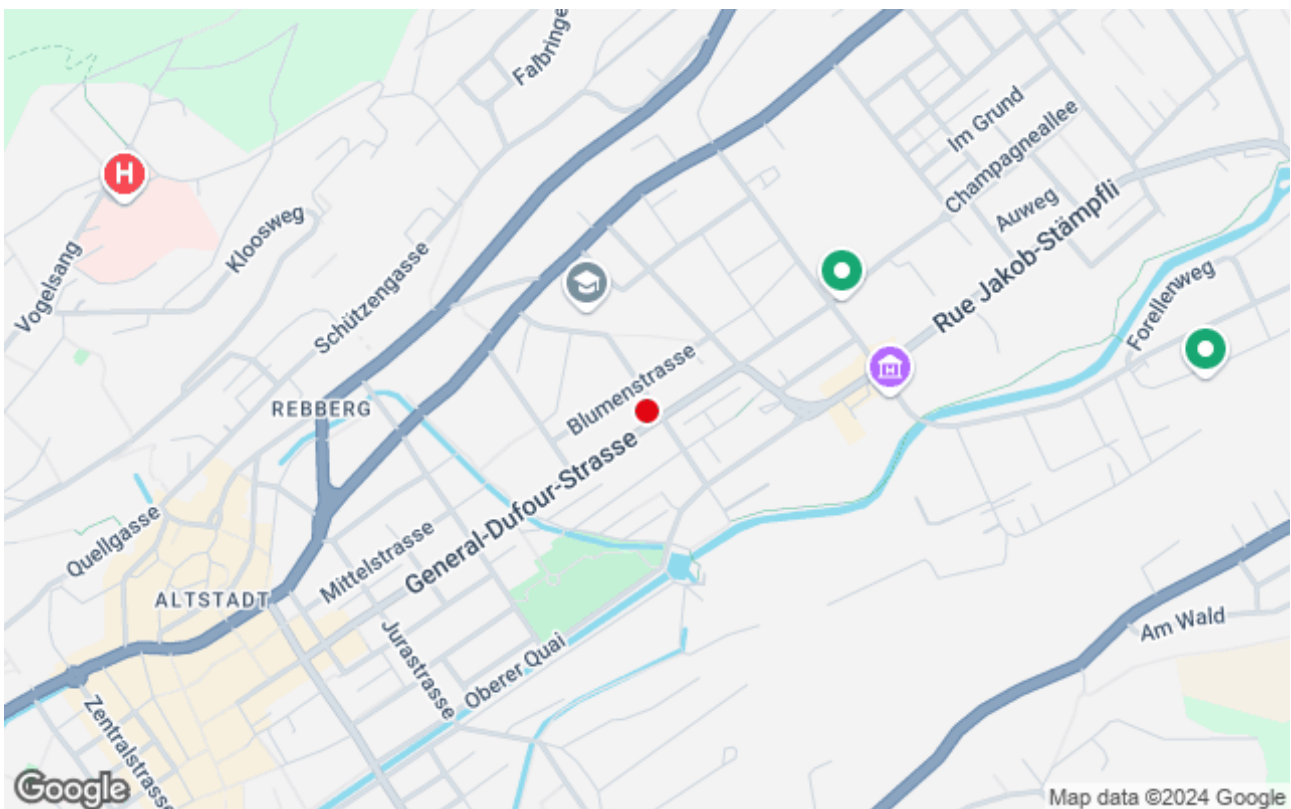 Falbringe
Im Grund
Champagneallee
Auweg
Rue Jakob-Stämpfli
H
Kloosweg
Vogelsang
Schützengasse
Forellenweg
Blumenstrasse
H
REBBERG
General-Dufour-Strasse
Quellgasse
Mittelstrasse
ALTSTADT
Am Wald
Jurastrasse
Oberer Quai
Zentralstrasse
Google
Map data ©2024 Google